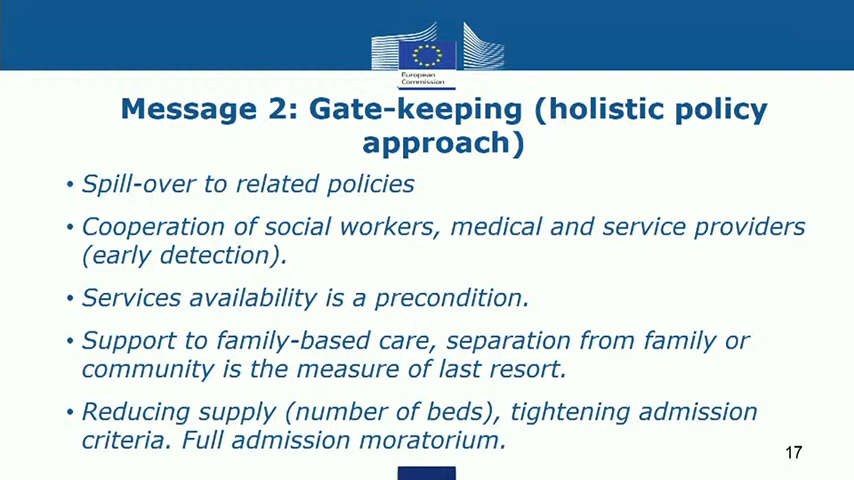 European
Commission
Message 2: Gate-keeping (holistic policy
approach)
• Spill-over to related policies
• Cooperation of social workers, medical and service providers
(early detection).
• Services availability is a precondition.
• Support to family-based care, separation from family or
community is the measure of last resort.
• Reducing supply (number of beds), tightening admission
criteria. Full admission moratorium.
17